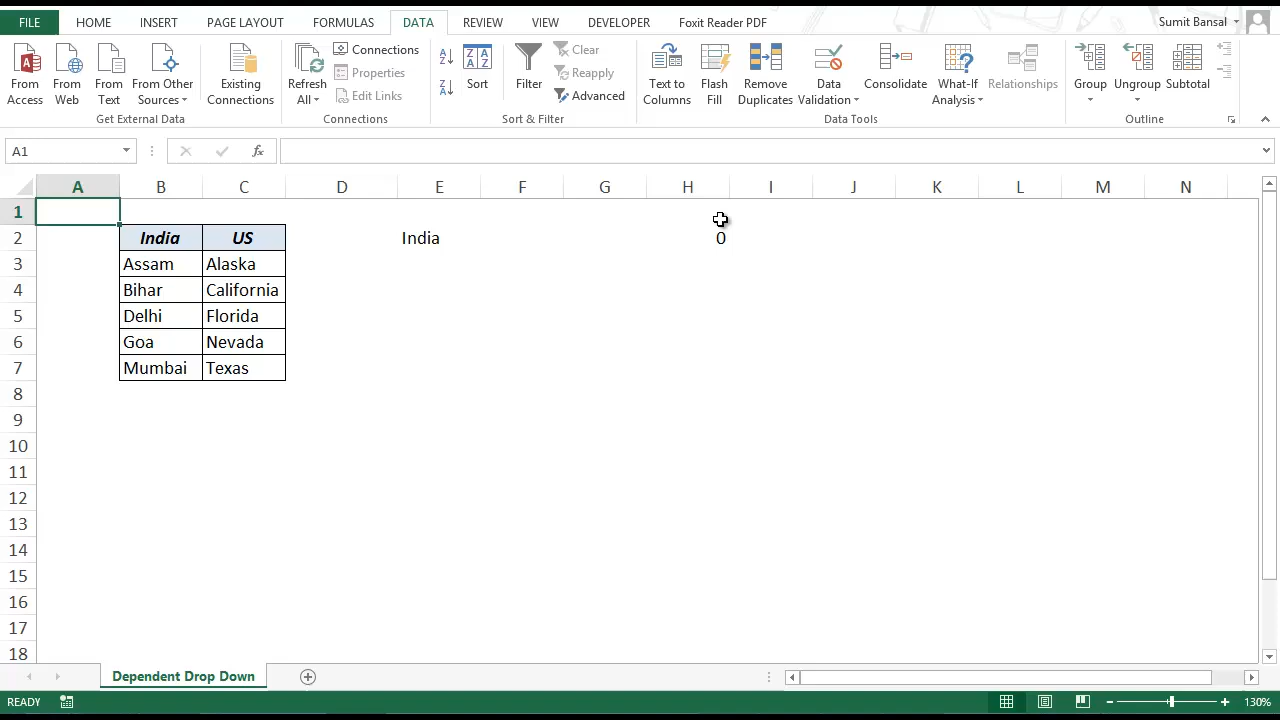 FILE HOME INSERT PAGE LAYOUT FORMULAS DATA REVIEW VIEW DEVELOPER Foxit Reader PDF Sumit Bansal
From Access
From Web
From Text
From Other Sources
Existing Connections
Get External Data
Refresh All
Connections
Properties
Edit Links
Connections
Sort
Filter
Clear
Reapply
Advanced
Sort & Filter
Text to Columns
Flash Fill
Remove Duplicates
Data Validation
Consolidate
What-If Analysis
Relationships
Data Tools
Group
Ungroup
Subtotal
Outline
A1 fx
A B C D E F G H I J K L M N
1
2 India US India 0
3 Assam Alaska
4 Bihar California
5 Delhi Florida
6 Goa Nevada
7 Mumbai Texas
8
9
10
11
12
13
14
15
16
17
18
Dependent Drop Down
READY 130%